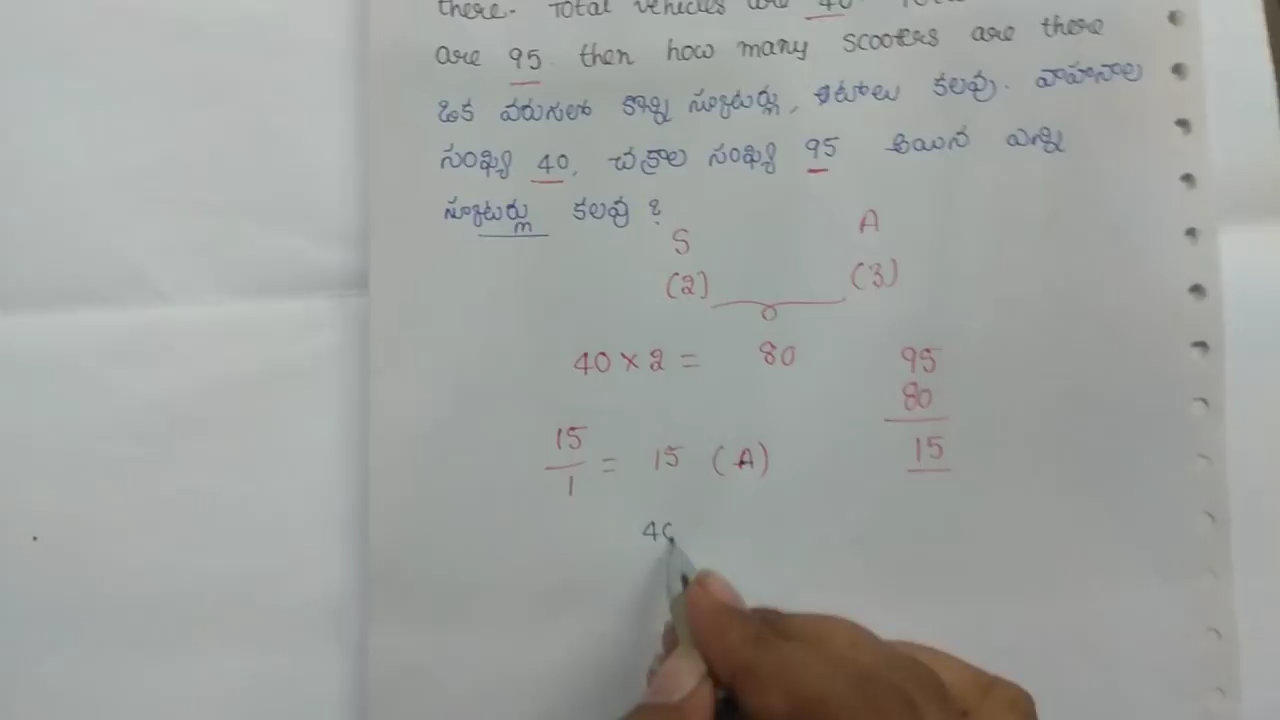 there. Total vehicles are 40
are 95 then how many scooters are there
ఒక వరుసలో కొన్ని స్కూటర్లు, ఆటోలు కలవు. వాహనాల
సంఖ్య 40, చక్రాల సంఖ్య 95 అయిన ఎన్ని
స్కూటర్లు కలవు ?
S A
(2) (3)
40 × 2 = 80 95
80
15/1 = 15 (A) 15
40